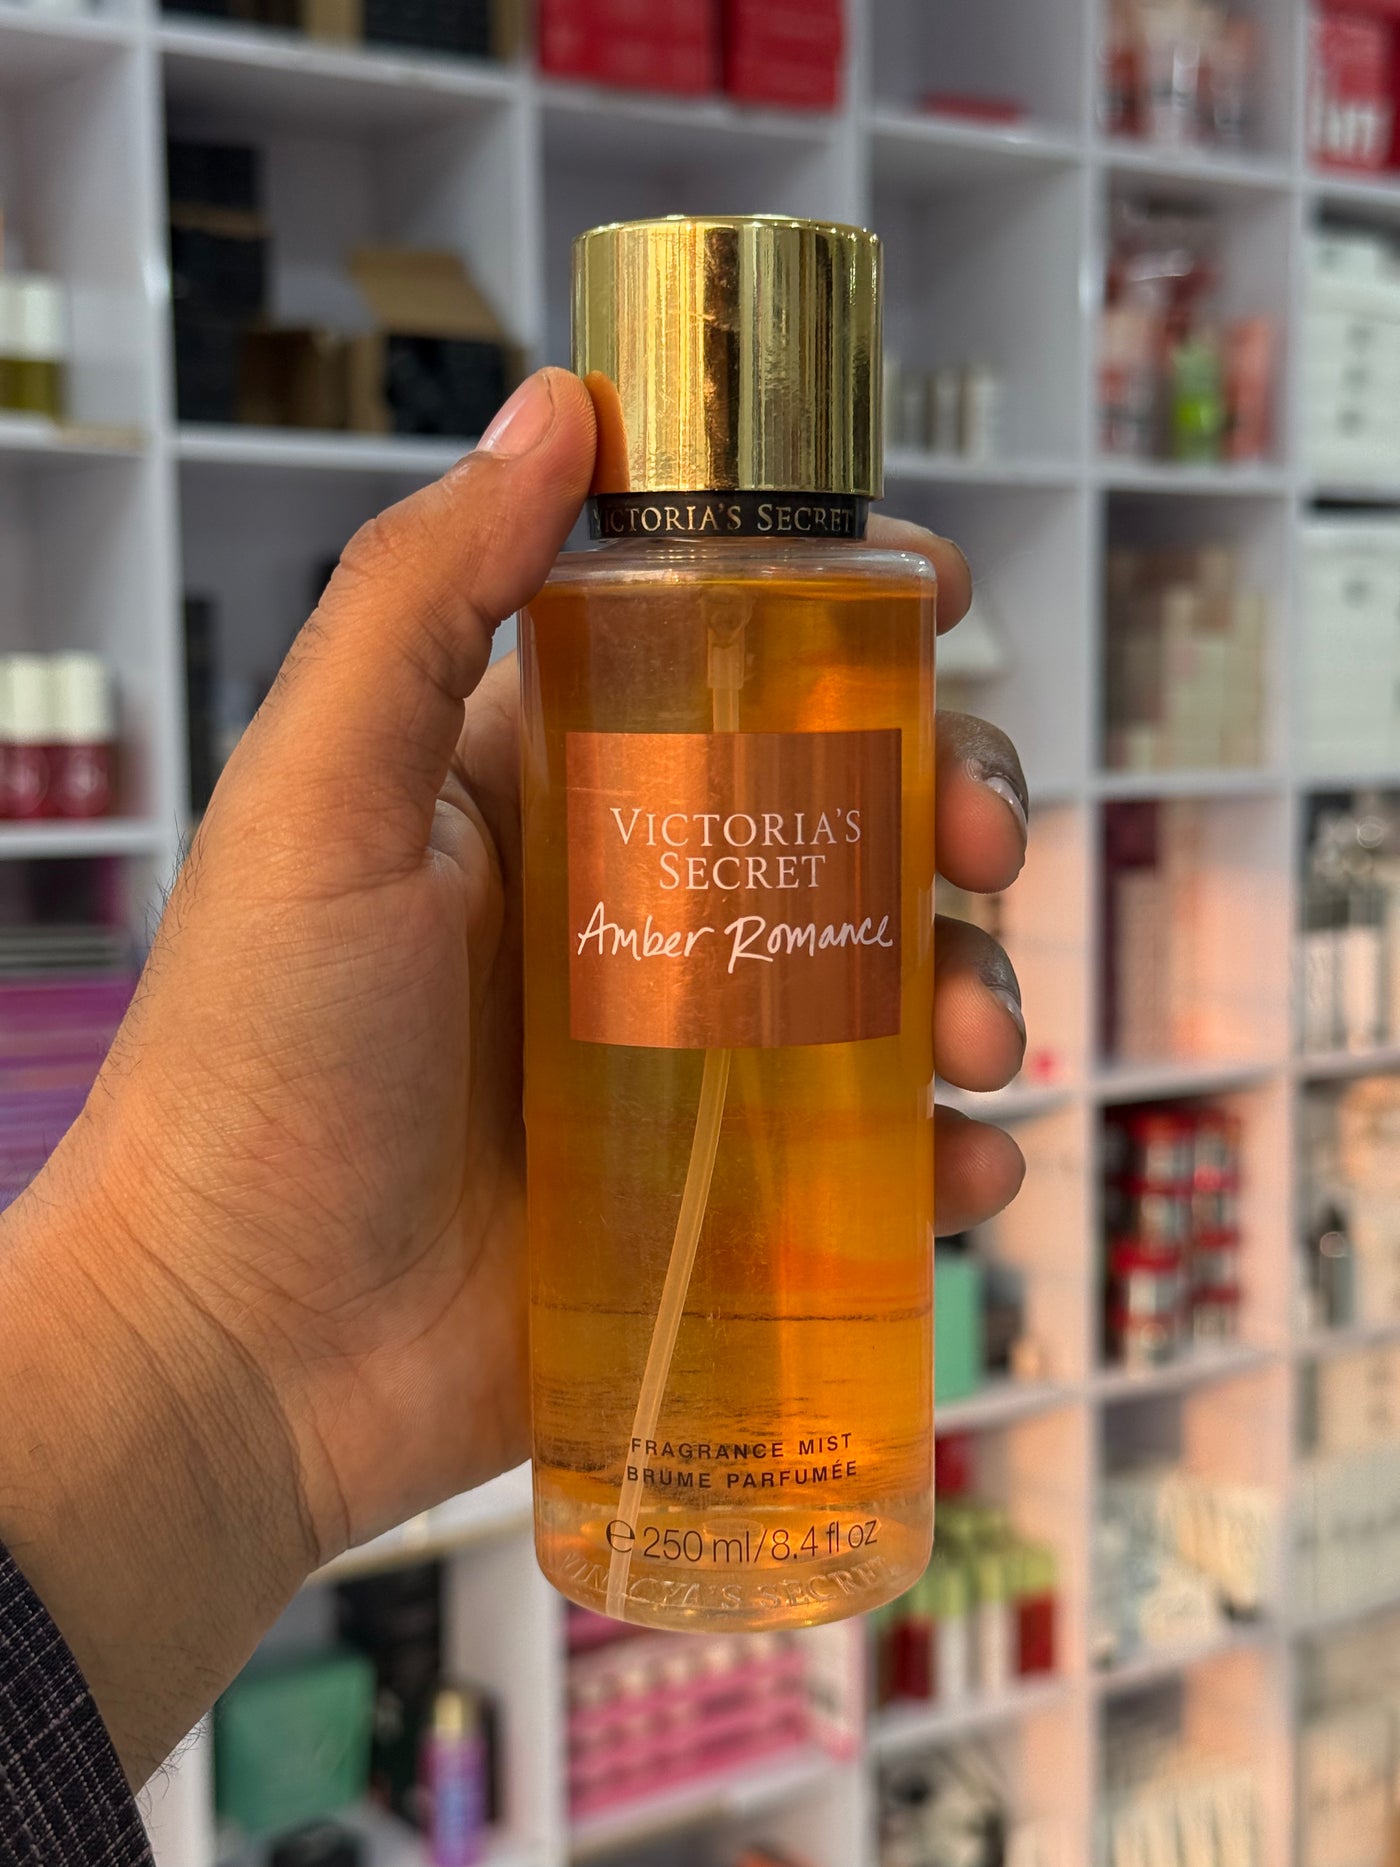 VICTORIA'S SECRET
VICTORIA'S
SECRET
Amber Romance
FRAGRANCE MIST
BRUME PARFUMÉE
℮ 250 ml/8.4 fl oz